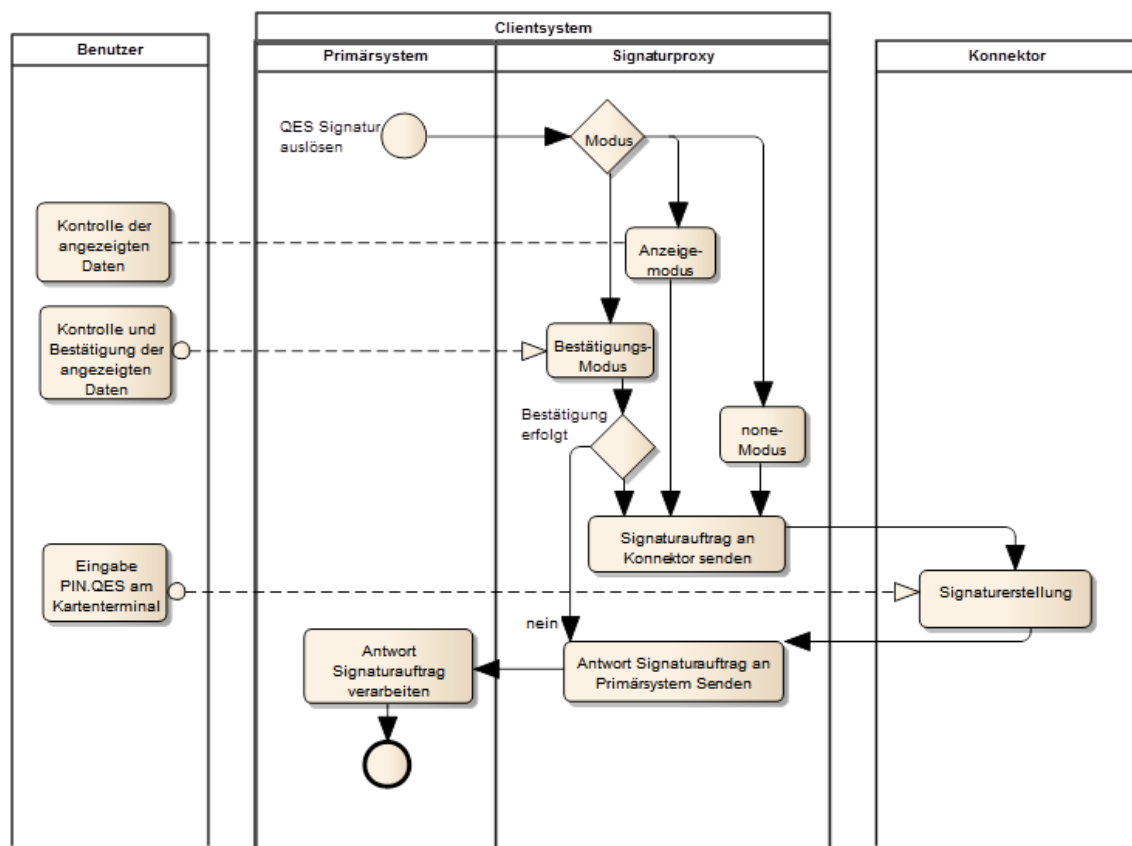 Clientsystem
Benutzer
Primärsystem
Signaturproxy
Konnektor
QES Signatur
auslösen
Modus
Kontrolle der
angezeigten
Daten
Anzeige-
modus
Kontrolle und
Bestätigung der
angezeigten
Daten
Bestätigungs-
Modus
Bestätigung
erfolgt
none-
Modus
Signaturauftrag an
Konnektor senden
Eingabe
PIN.QES am
Kartenterminal
Signaturerstellung
nein
Antwort
Signaturauftrag
verarbeiten
Antwort Signaturauftrag an
Primärsystem Senden